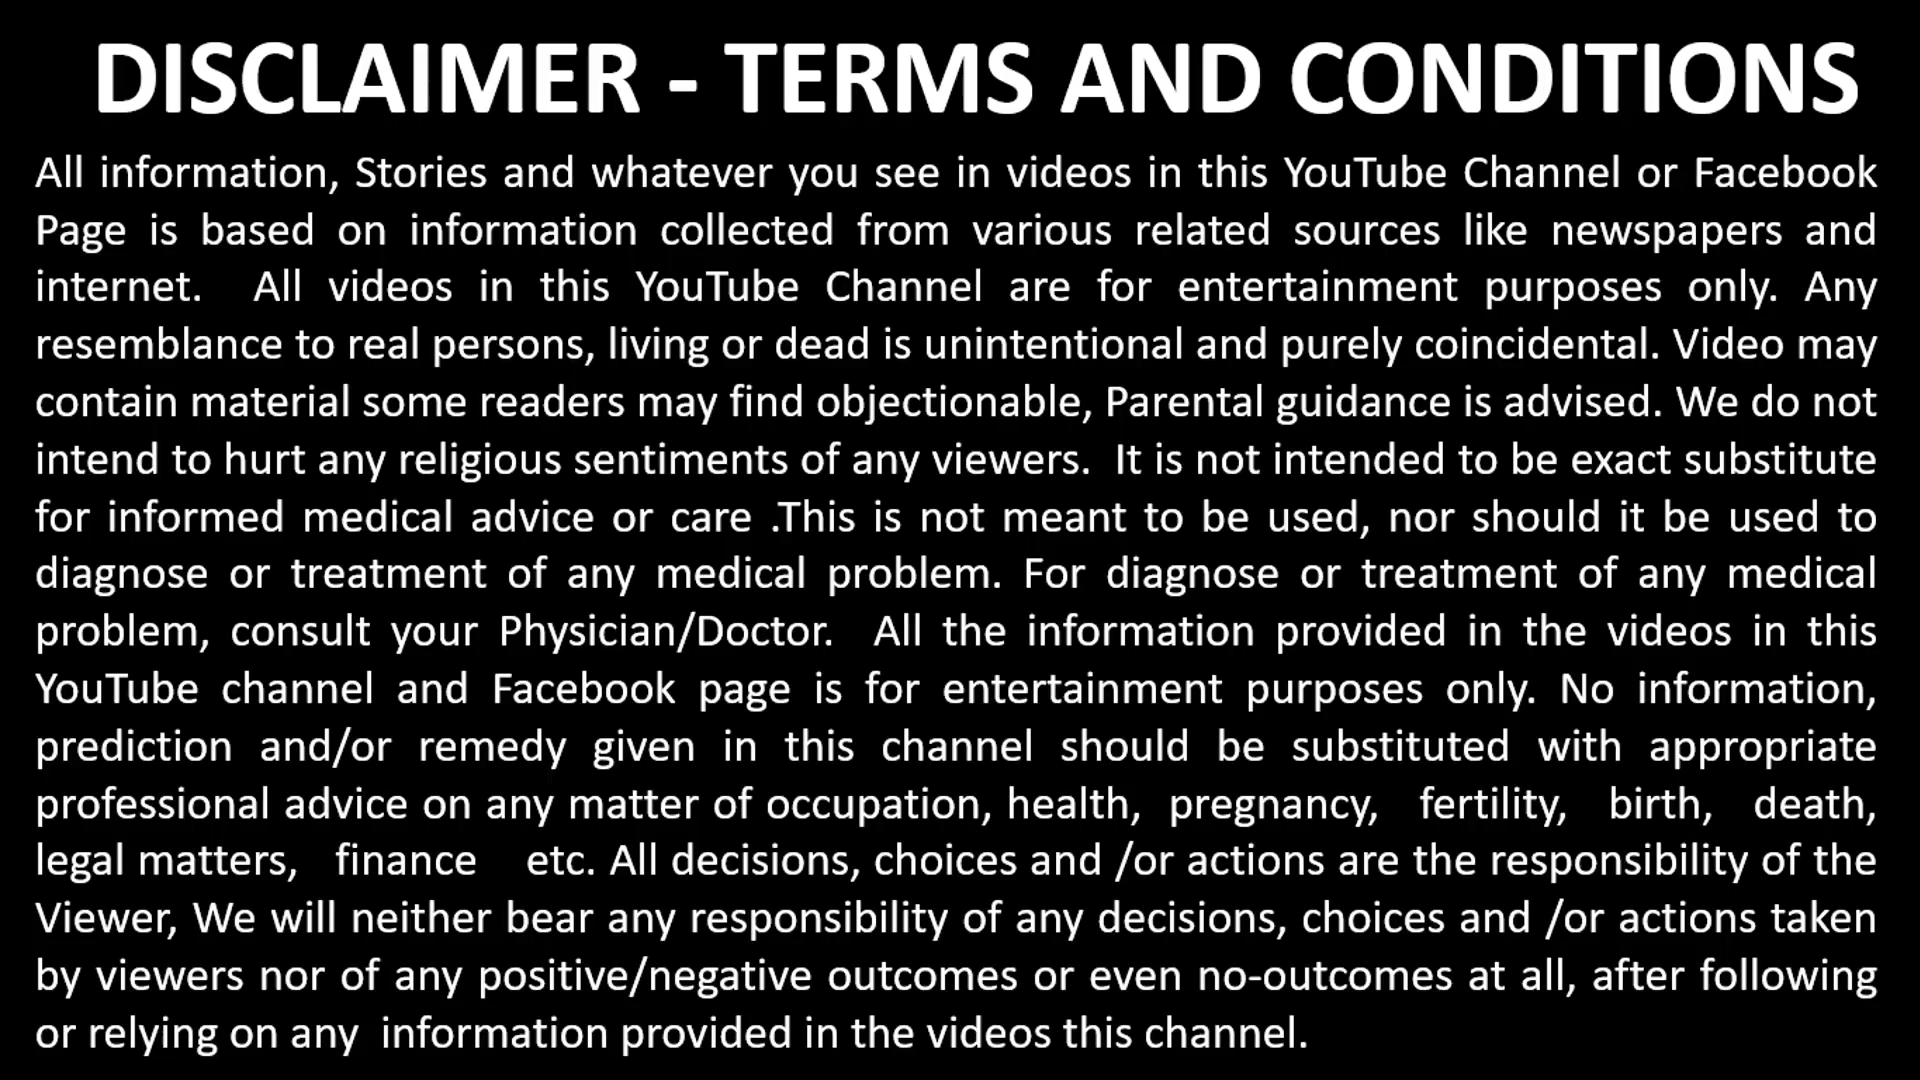 DISCLAIMER - TERMS AND CONDITIONS
All information, Stories and whatever you see in videos in this YouTube Channel or Facebook
Page is based on information collected from various related sources like newspapers and
internet. All videos in this YouTube Channel are for entertainment purposes only. Any
resemblance to real persons, living or dead is unintentional and purely coincidental. Video may
contain material some readers may find objectionable, Parental guidance is advised. We do not
intend to hurt any religious sentiments of any viewers. It is not intended to be exact substitute
for informed medical advice or care .This is not meant to be used, nor should it be used to
diagnose or treatment of any medical problem. For diagnose or treatment of any medical
problem, consult your Physician/Doctor. All the information provided in the videos in this
YouTube channel and Facebook page is for entertainment purposes only. No information,
prediction and/or remedy given in this channel should be substituted with appropriate
professional advice on any matter of occupation, health, pregnancy, fertility, birth, death,
legal matters, finance etc. All decisions, choices and /or actions are the responsibility of the
Viewer, We will neither bear any responsibility of any decisions, choices and /or actions taken
by viewers nor of any positive/negative outcomes or even no-outcomes at all, after following
or relying on any information provided in the videos this channel.